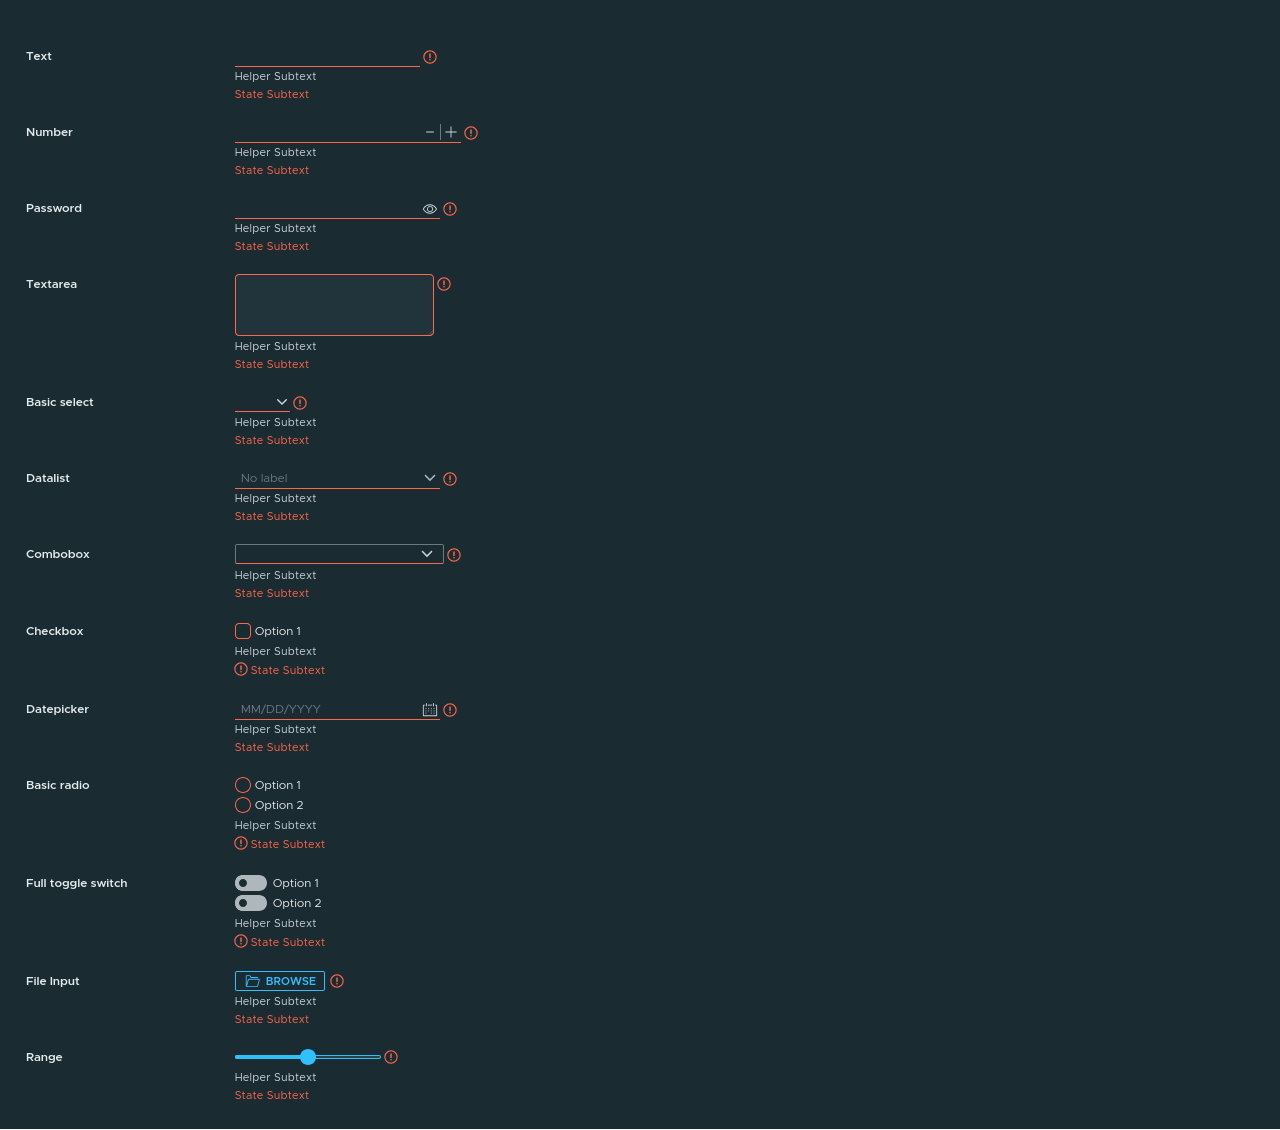 Text
Helper Subtext
State Subtext
Number
Helper Subtext
State Subtext
Password
Helper Subtext
State Subtext
Textarea
Helper Subtext
State Subtext
Basic select
Helper Subtext
State Subtext
Datalist
No label
Helper Subtext
State Subtext
Combobox
Helper Subtext
State Subtext
Checkbox
Option 1
Helper Subtext
State Subtext
Datepicker
MM/DD/YYYY
Helper Subtext
State Subtext
Basic radio
Option 1
Option 2
Helper Subtext
State Subtext
Full toggle switch
Option 1
Option 2
Helper Subtext
State Subtext
File Input
BROWSE
Helper Subtext
State Subtext
Range
Helper Subtext
State Subtext